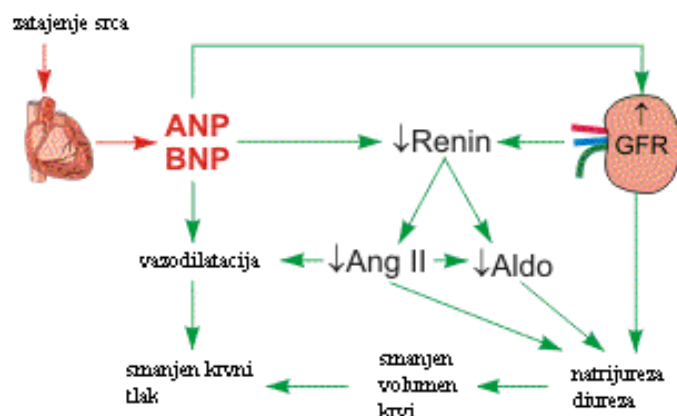 zatajenje srca
ANP
BNP
↓Renin
↑
GFR
vazodilatacija
↓Ang II
↓Aldo
smanjen krvni
tlak
smanjen
volumen
krvi
natrijureza
diureza